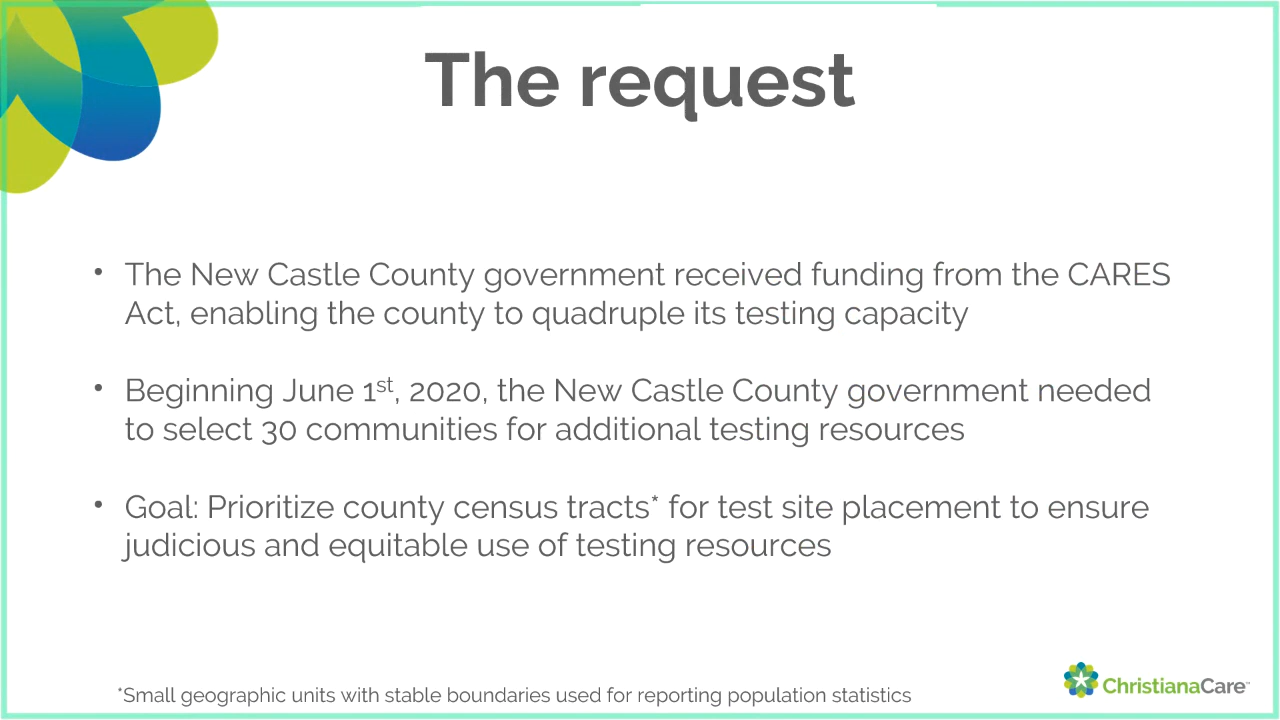 The request
• The New Castle County government received funding from the CARES
Act, enabling the county to quadruple its testing capacity
• Beginning June 1st, 2020, the New Castle County government needed
to select 30 communities for additional testing resources
• Goal: Prioritize county census tracts* for test site placement to ensure
judicious and equitable use of testing resources
*Small geographic units with stable boundaries used for reporting population statistics
ChristianaCare™